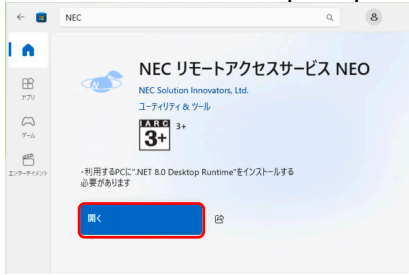 NEC
NEC リモートアクセスサービス NEO
NEC Solution Innovators, Ltd.
ユーティリティ & ツール
IARC
3+
3+
アプリ
ゲーム
エンターテイメント
・利用するPCに".NET 8.0 Desktop Runtime"をインストールする
必要があります
開く